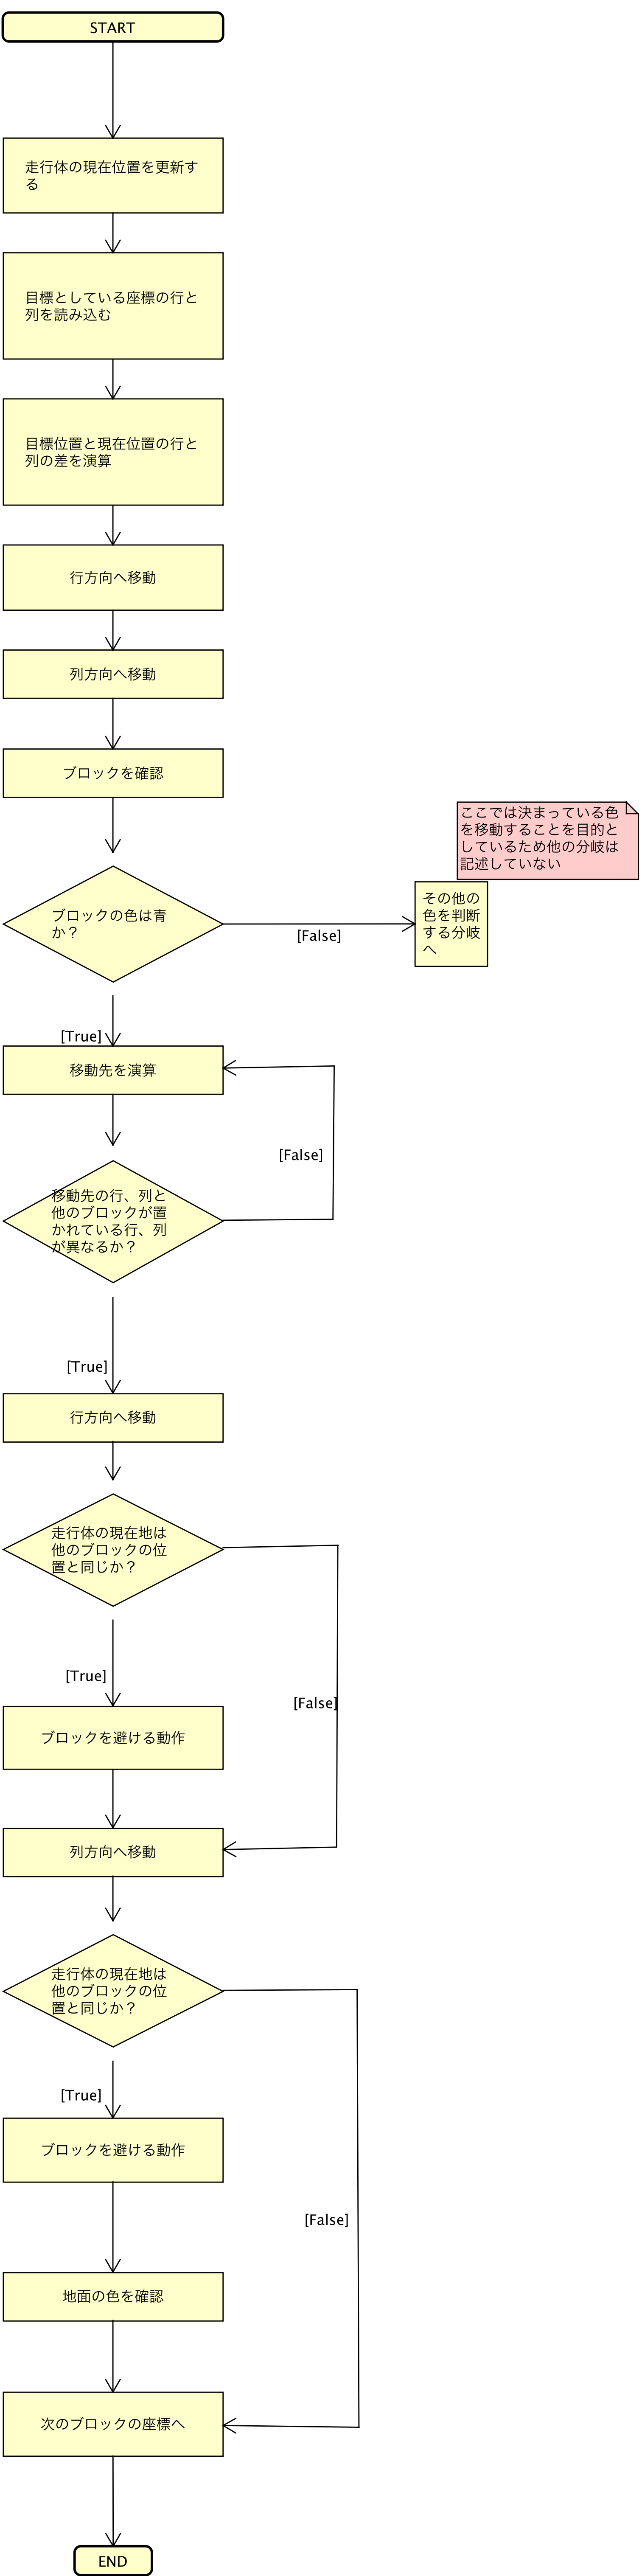 START
走行体の現在位置を更新す
る
目標としている座標の行と
列を読み込む
目標位置と現在位置の行と
列の差を演算
行方向へ移動
列方向へ移動
ブロックを確認
ここでは決まっている色
を移動することを目的と
しているため他の分岐は
記述していない
ブロックの色は青
か？
[False]
その他の
色を判断
する分岐
へ
[True]
移動先を演算
[False]
移動先の行、列と
他のブロックが置
かれている行、列
が異なるか？
[True]
行方向へ移動
走行体の現在地は
他のブロックの位
置と同じか？
[True]
[False]
ブロックを避ける動作
列方向へ移動
走行体の現在地は
他のブロックの位
置と同じか？
[True]
ブロックを避ける動作
[False]
地面の色を確認
次のブロックの座標へ
END